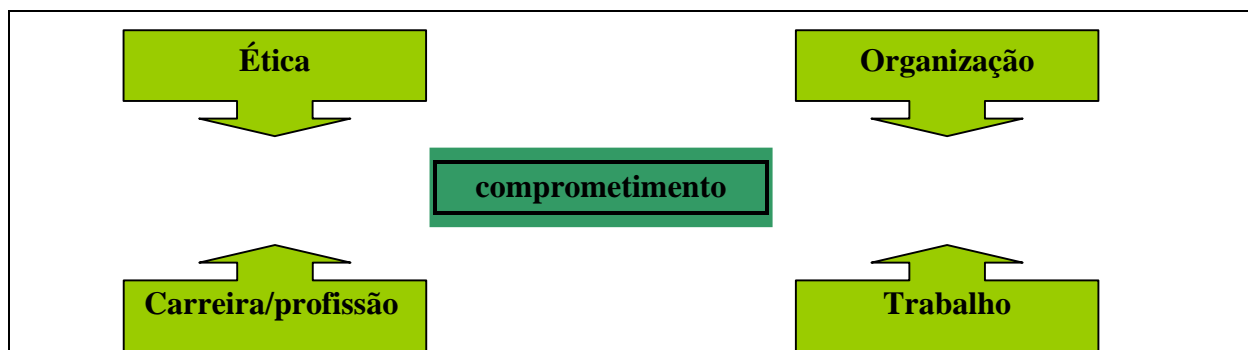 Ética
Organização
comprometimento
Carreira/profissão
Trabalho